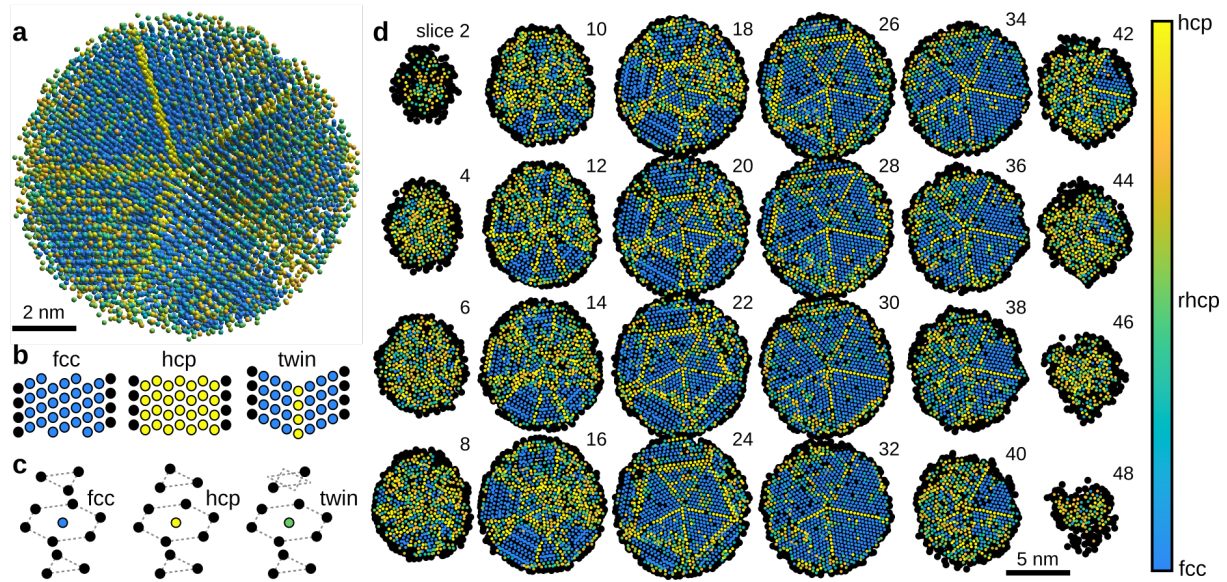 a
2 nm
b
fcc hcp twin
c
fcc hcp twin
d
slice 2 10 18 26 34 42
4 12 20 28 36 44
6 14 22 30 38 46
8 16 24 32 40 48
5 nm
hcp
rhcp
fcc